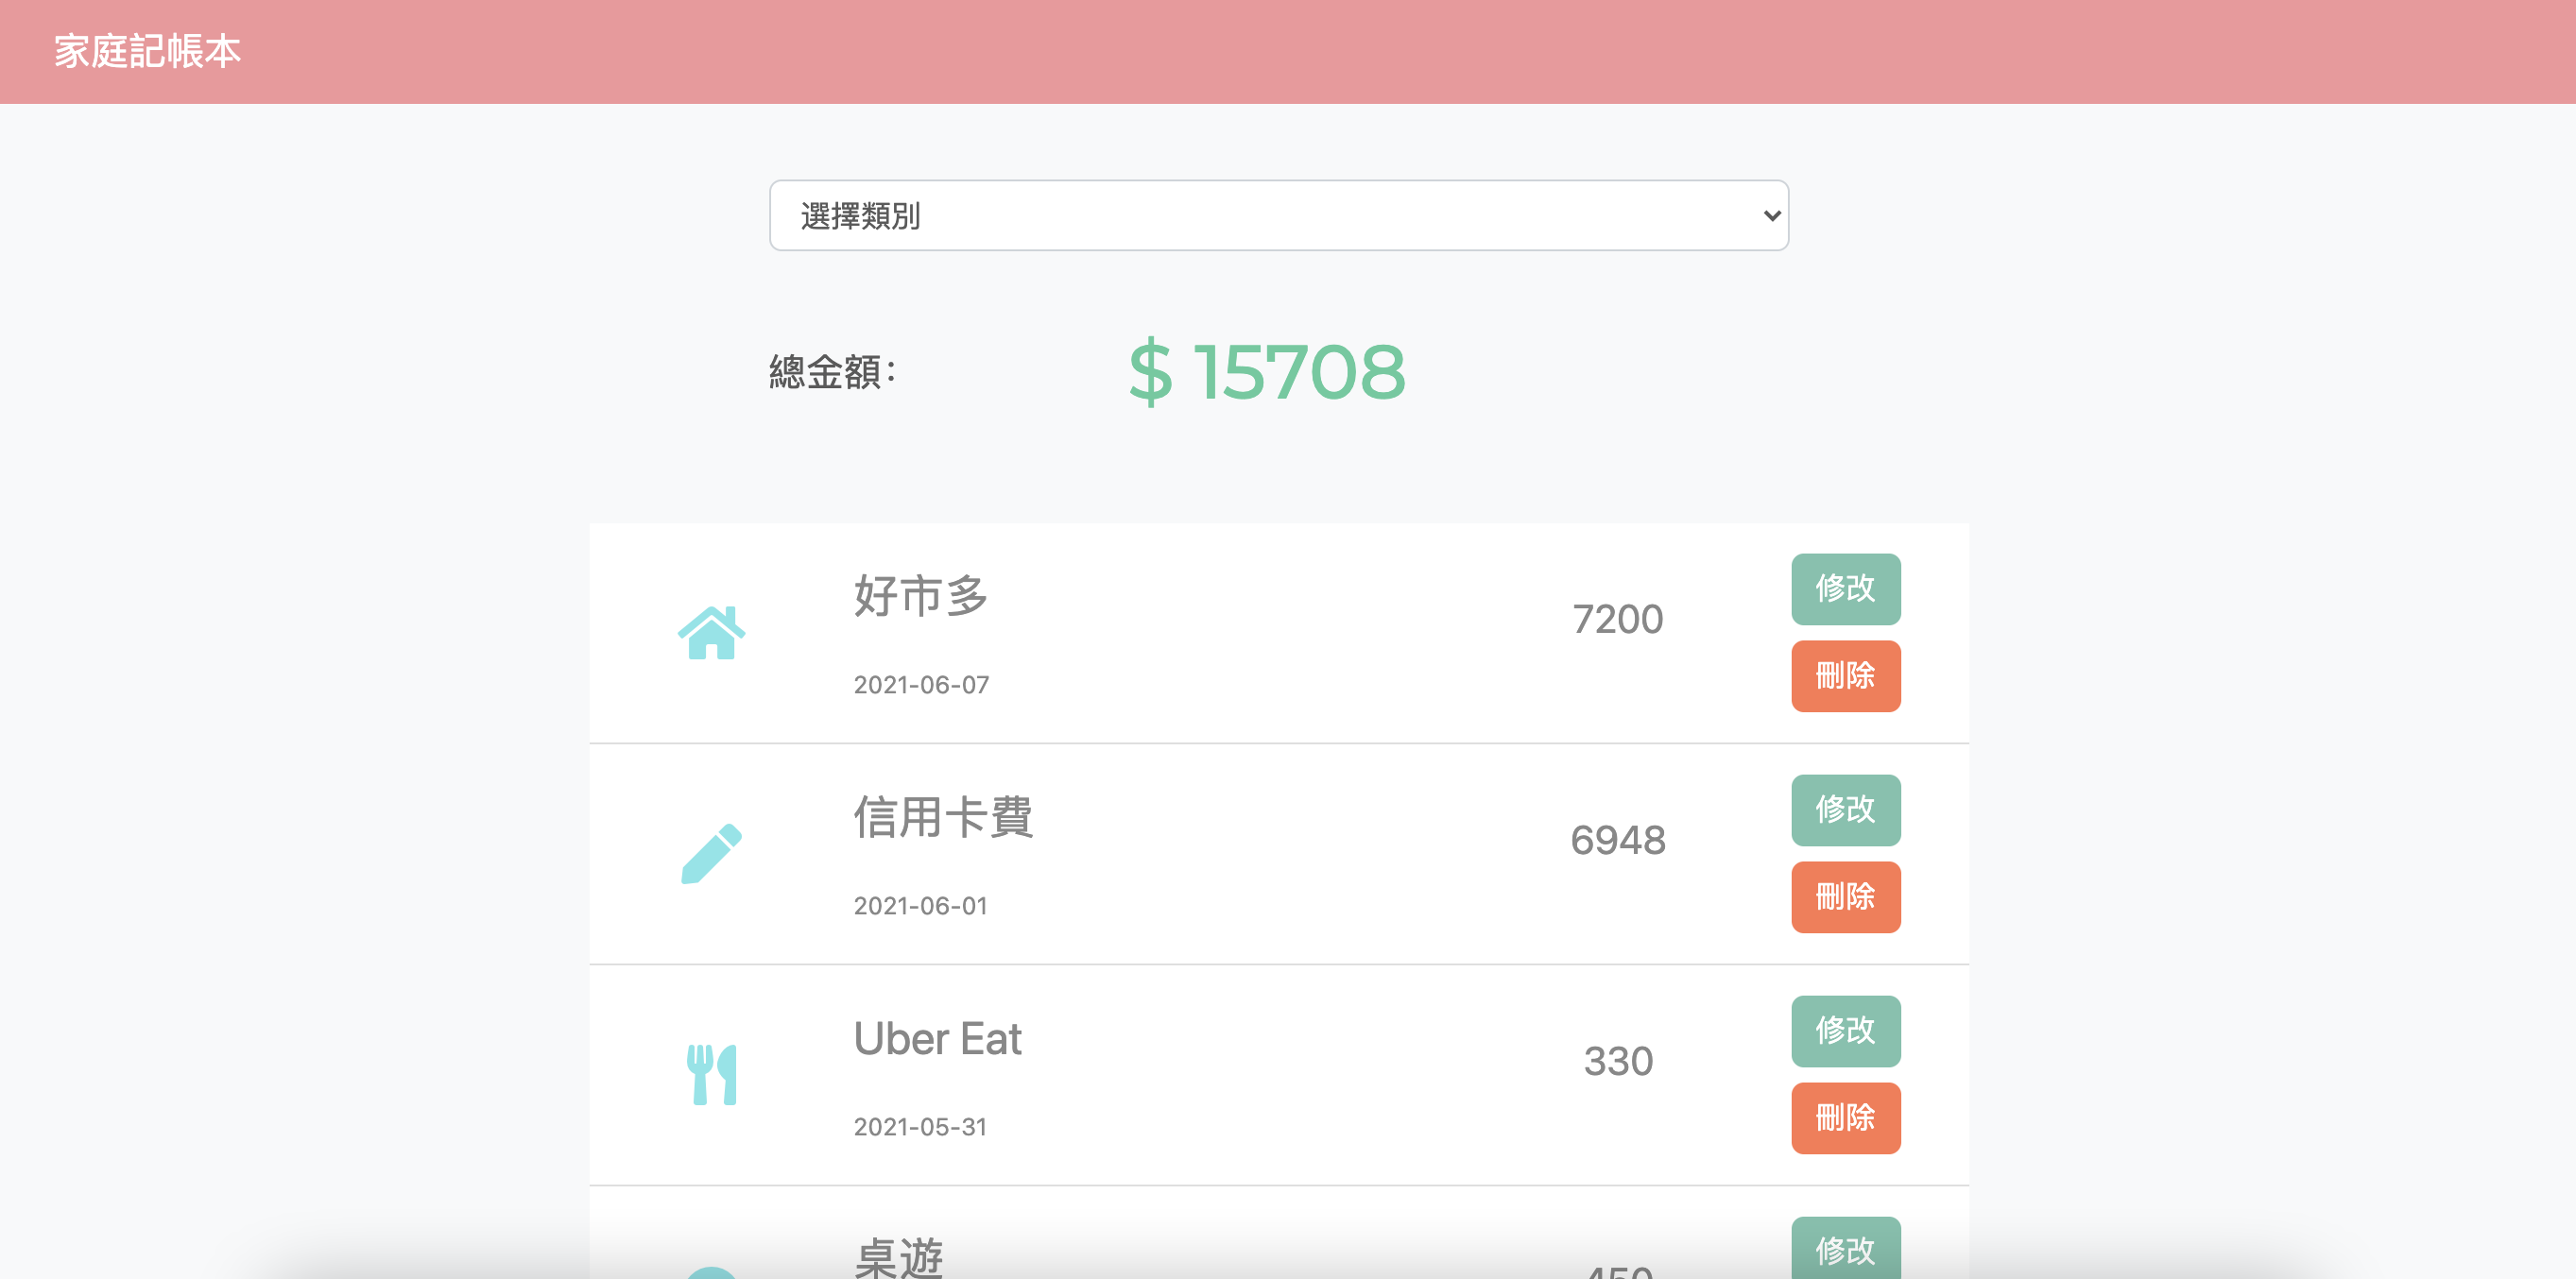 家庭記帳本
選擇類別
總金額：
$ 15708
好市多
7200
修改
刪除
2021-06-07
信用卡費
6948
修改
刪除
2021-06-01
Uber Eat
330
修改
刪除
2021-05-31
桌遊
450
修改